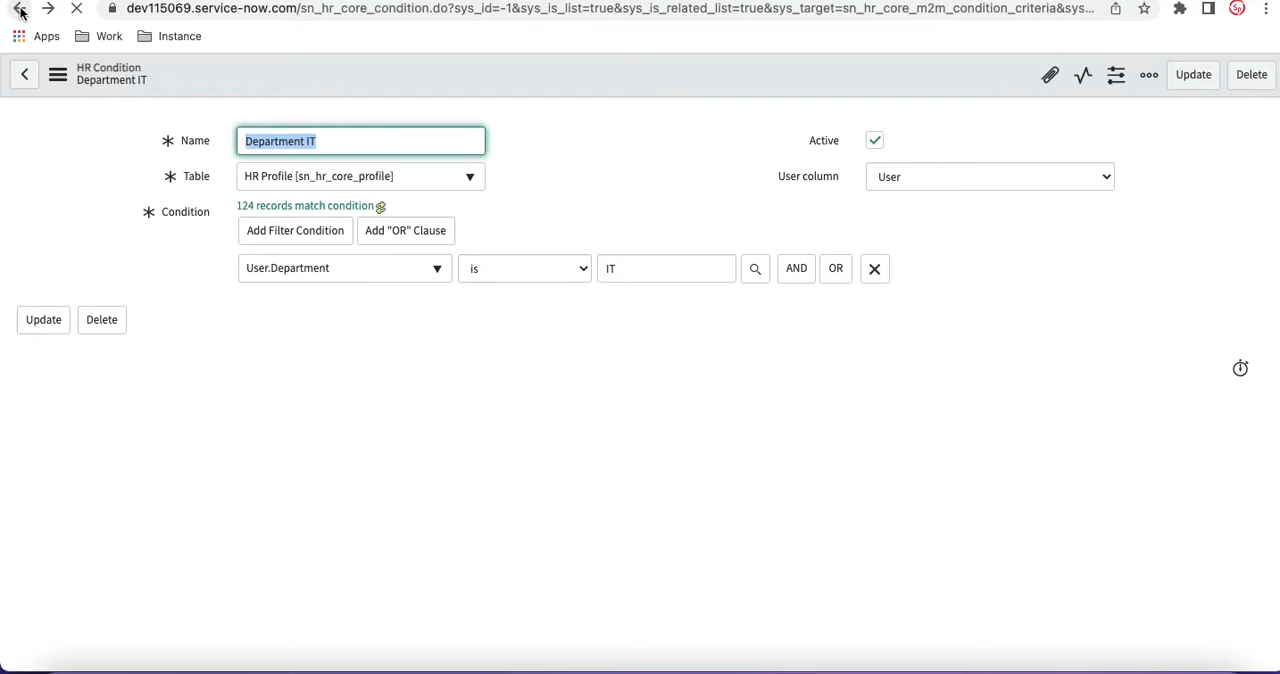 dev115069.service-now.com/sn_hr_core_condition.do?sys_id=-1&sys_is_list=true&sys_is_related_list=true&sys_target=sn_hr_core_m2m_condition_criteria&sys...
Sp
Apps Work Instance
HR Condition
Department IT
Update Delete
Name Department IT Active
Table HR Profile [sn_hr_core_profile] User column User
Condition 124 records match condition
Add Filter Condition Add "OR" Clause
User.Department is IT AND OR
Update Delete